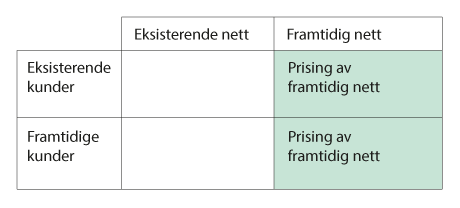 Eksisterende nett
Framtidig nett
Eksisterende
kunder
Prising av
framtidig nett
Framtidige
kunder
Prising av
framtidig nett